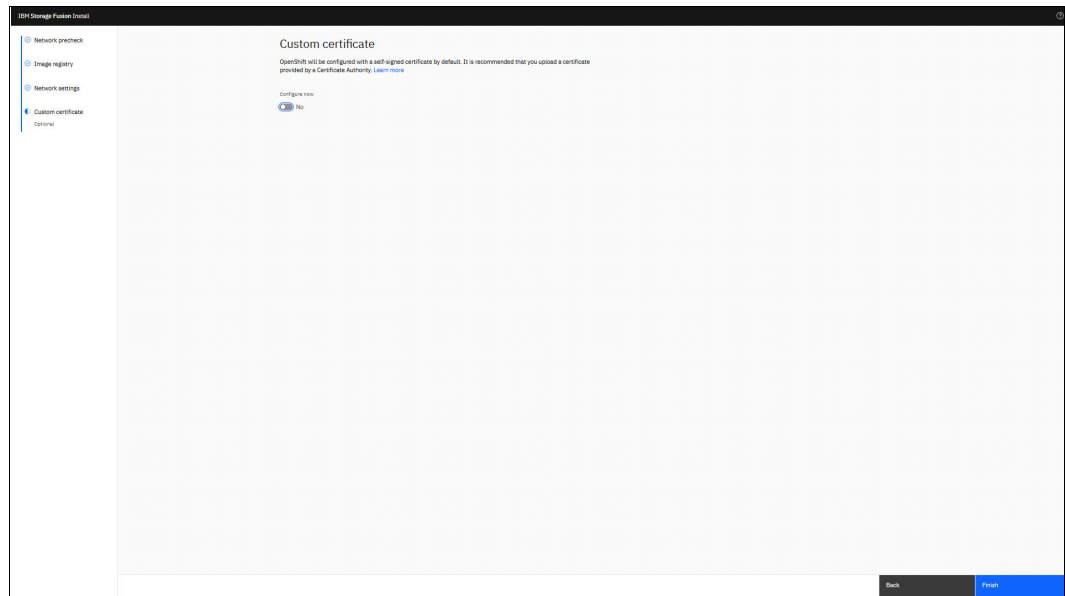 IBM Storage Fusion Install
Network precheck
Image registry
Network settings
Custom certificate
Optional
Custom certificate
OpenShift will be configured with a self-signed certificate by default. It is recommended that you upload a certificate
provided by a Certificate Authority. Learn more
Configure now
No
Back
Finish